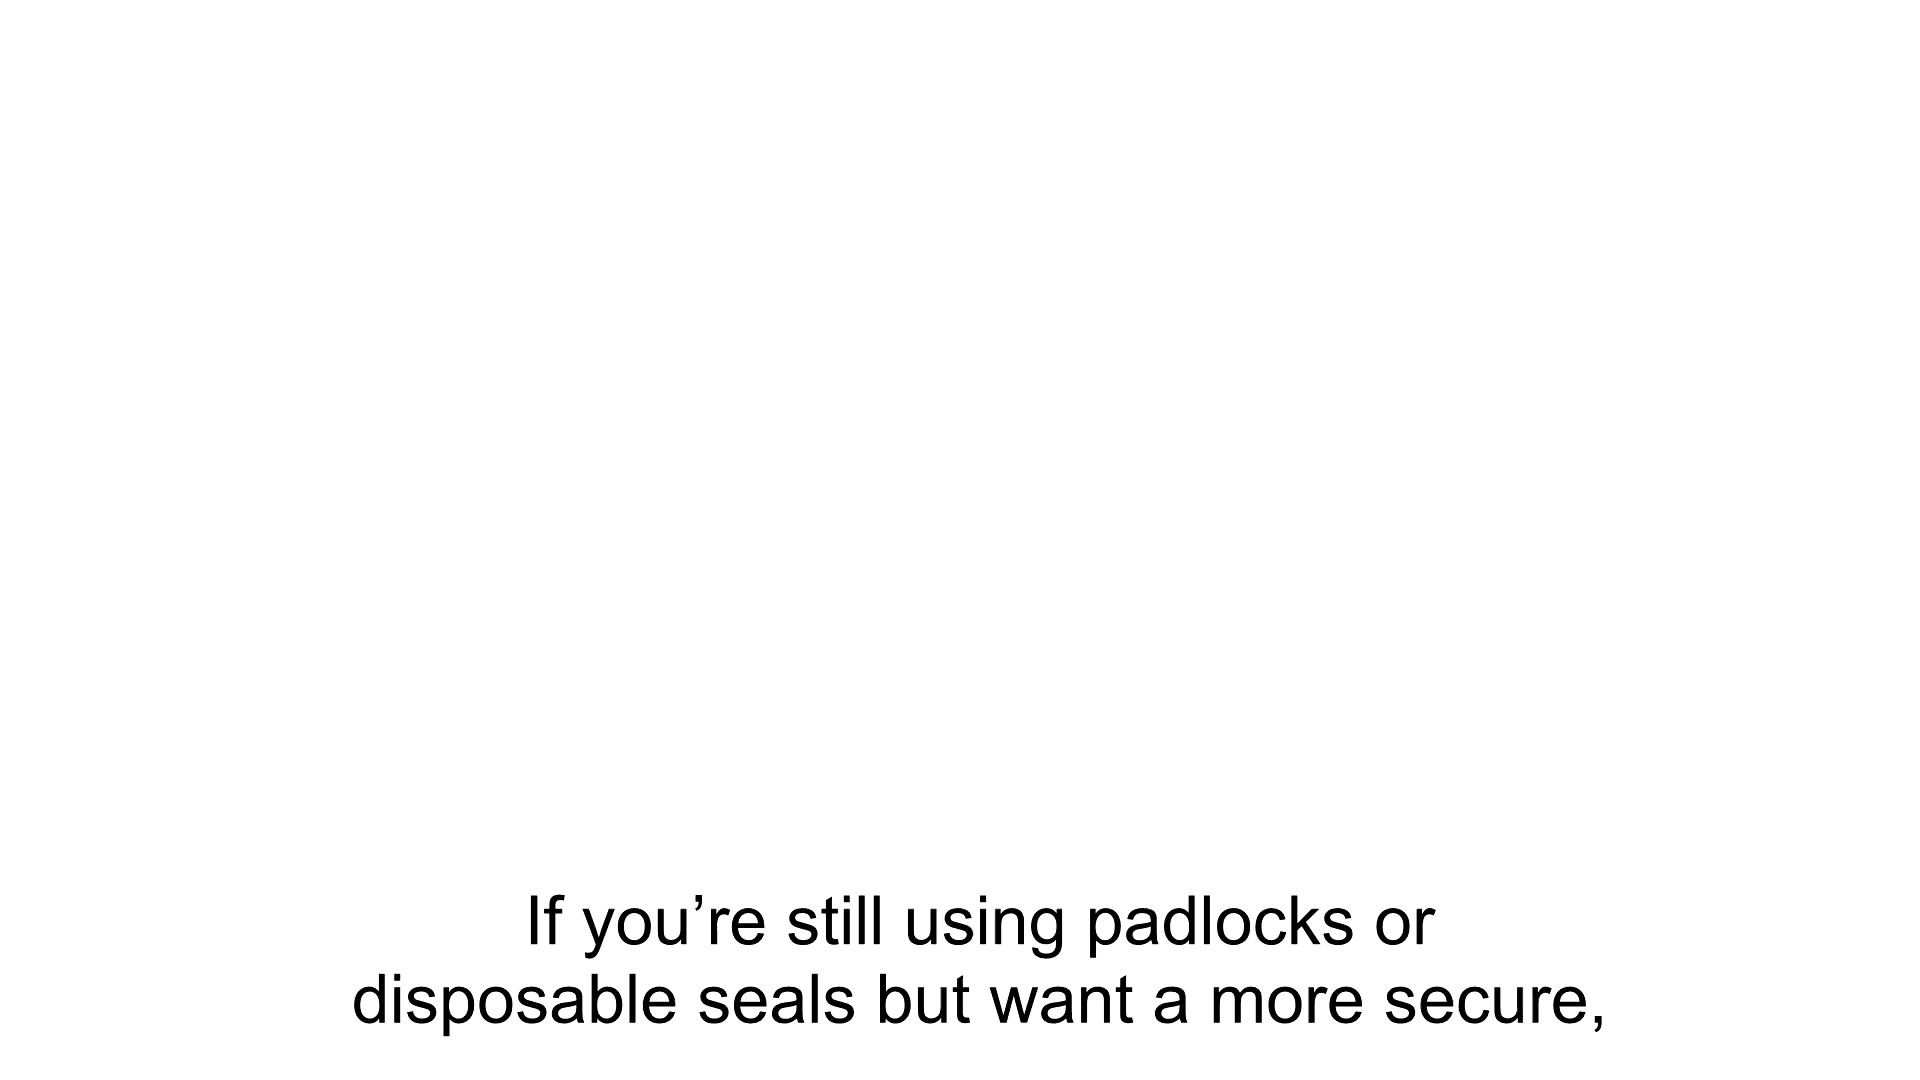 If you’re still using padlocks or
disposable seals but want a more secure,